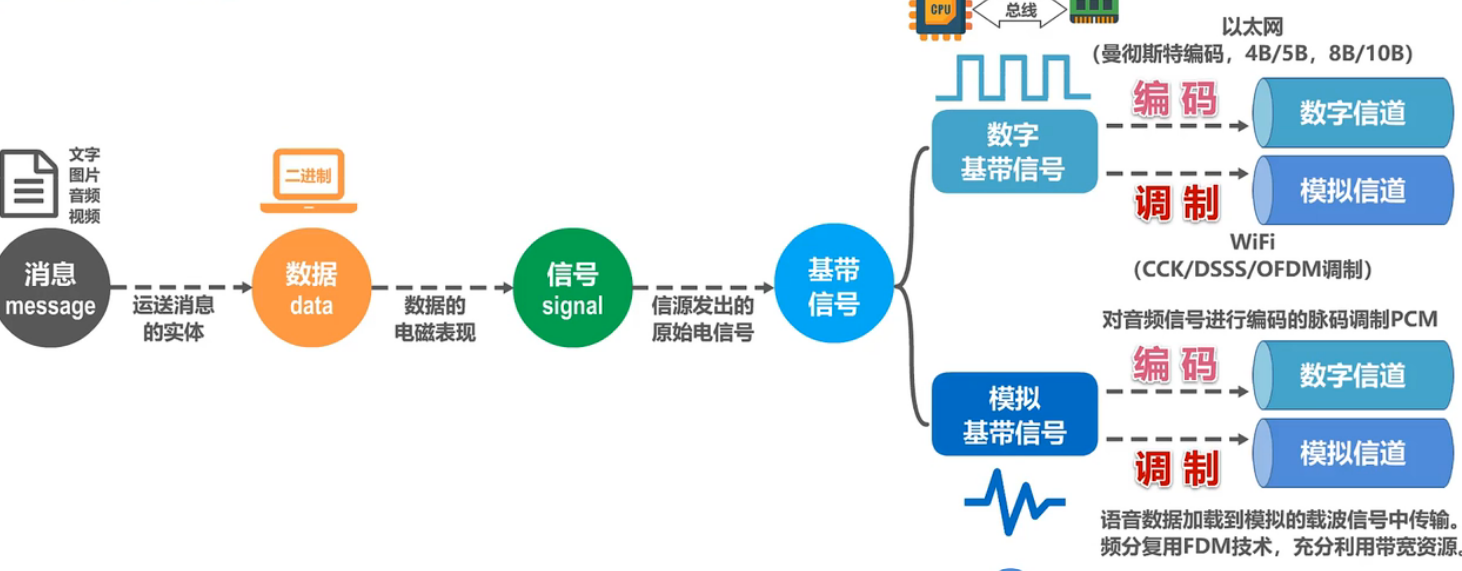 CPU
总线
以太网
（曼彻斯特编码，4B/5B，8B/10B）
编码
数字信道
数字
基带信号
调制
模拟信道
WiFi
（CCK/DSSS/OFDM调制）
文字
图片
音频
视频
二进制
消息
message
运送消息
的实体
数据
data
数据的
电磁表现
信号
signal
信源发出的
原始电信号
基带
信号
对音频信号进行编码的脉码调制PCM
编码
数字信道
模拟
基带信号
调制
模拟信道
语音数据加载到模拟的载波信号中传输。
频分复用FDM技术，充分利用带宽资源。